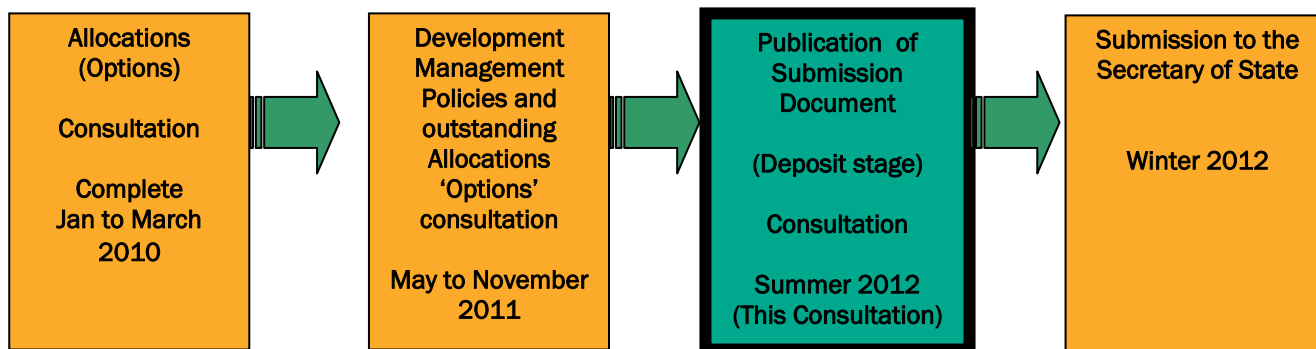 Allocations
(Options)
Consultation
Complete
Jan to March
2010
Development
Management
Policies and
outstanding
Allocations
‘Options’
consultation
May to November
2011
Publication of
Submission
Document
(Deposit stage)
Consultation
Summer 2012
(This Consultation)
Submission to the
Secretary of State
Winter 2012